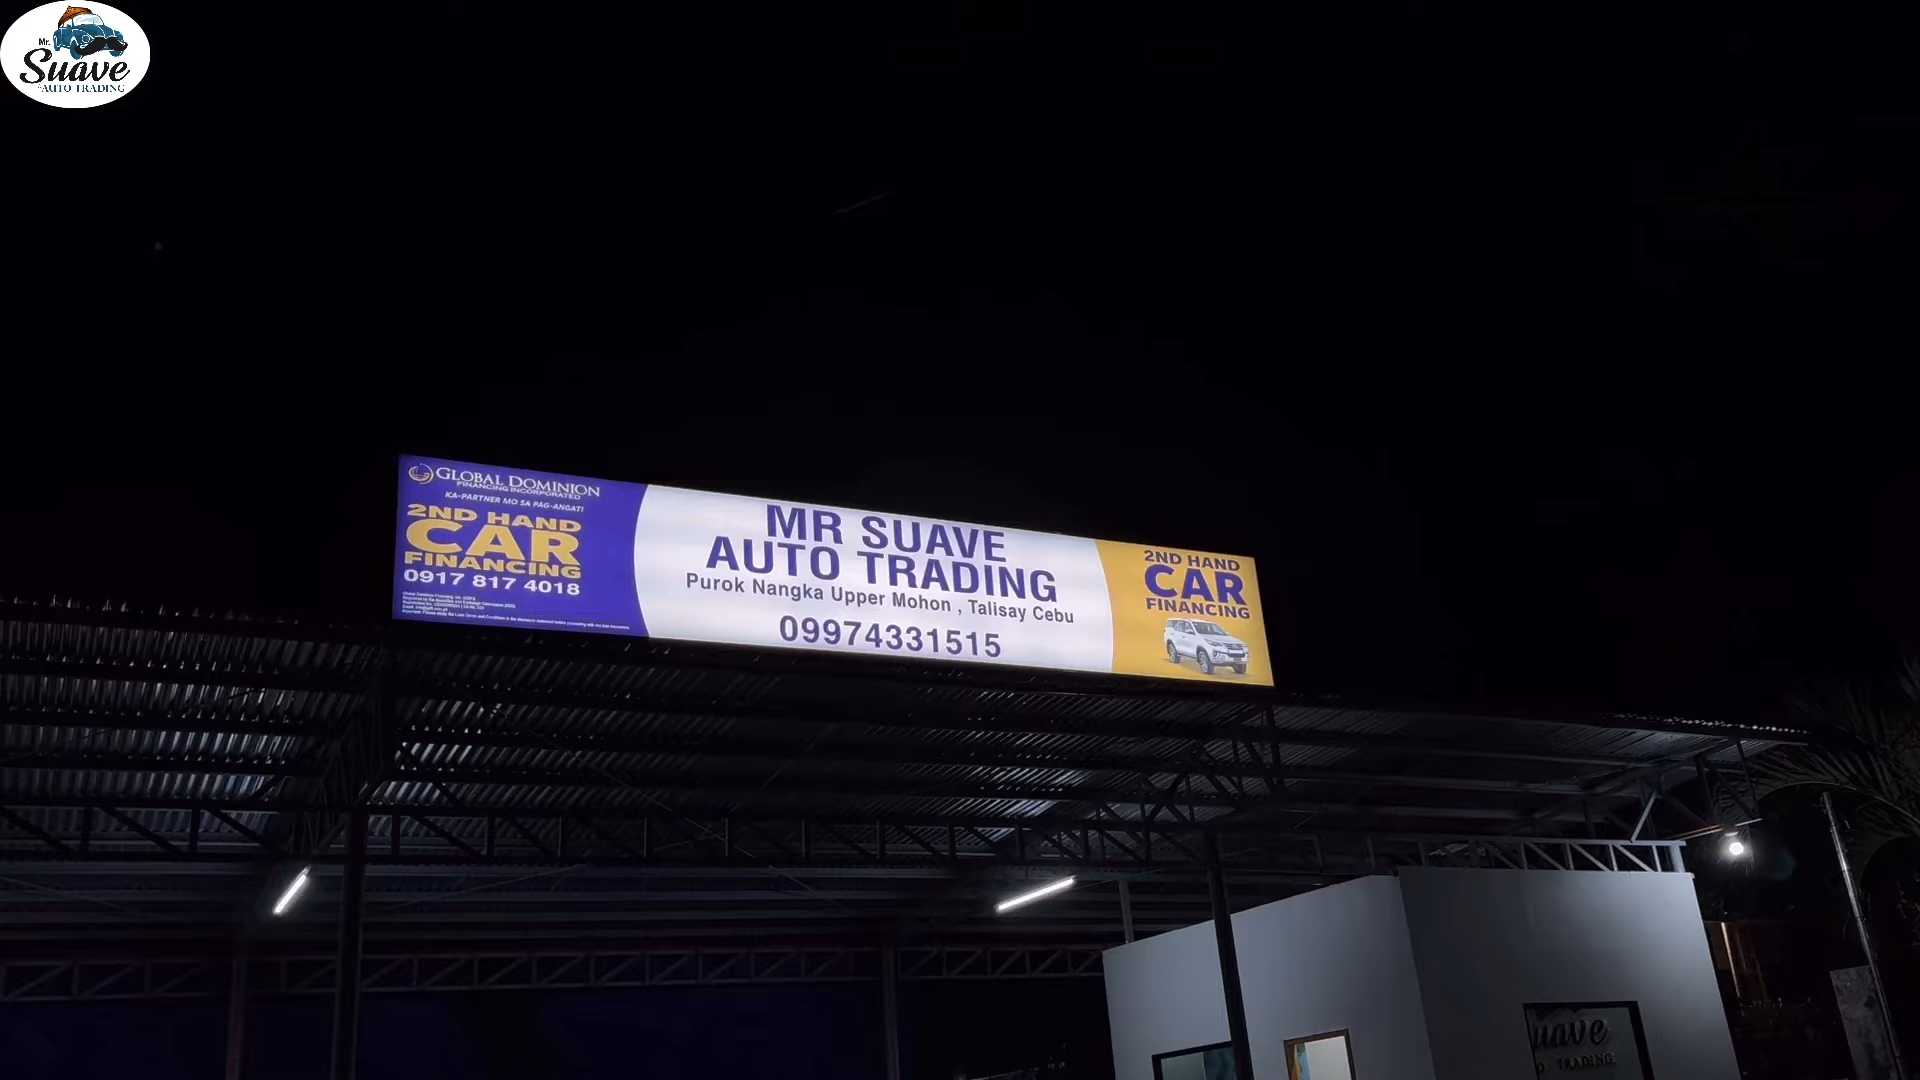 Mr.
Suave
AUTO TRADING
GLOBAL DOMINION
FINANCING INCORPORATED
KA-PARTNER MO SA PAG-ANGAT!
2ND HAND
CAR
FINANCING
0917 817 4018
MR SUAVE
AUTO TRADING
Purok Nangka Upper Mohon , Talisay Cebu
09974331515
2ND HAND
CAR
FINANCING
uave
TRADING